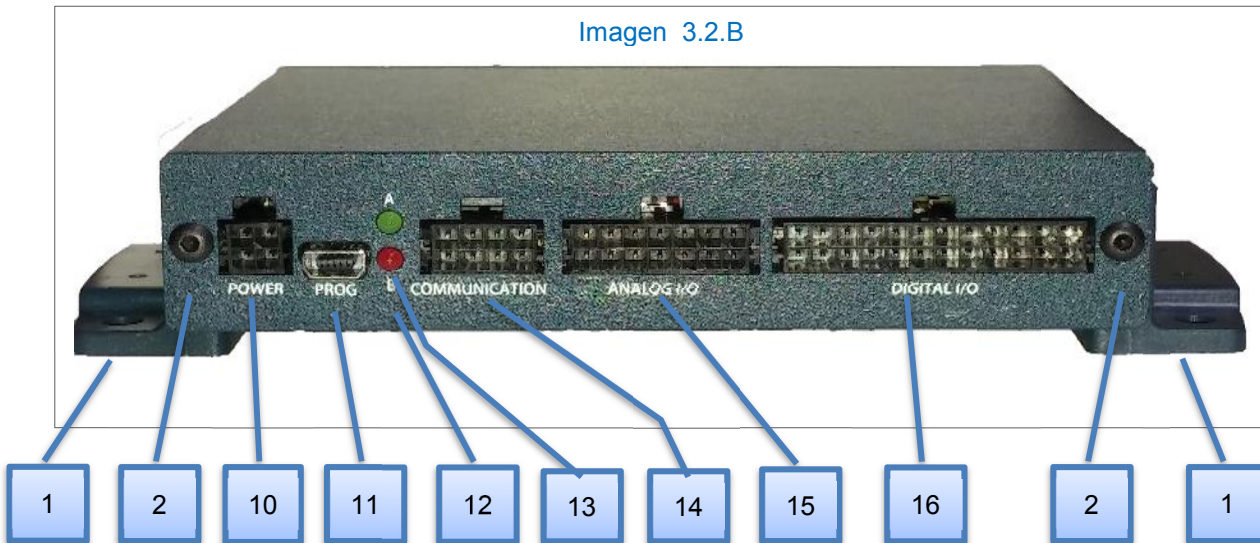 Imagen 3.2.B
A
POWER
PROG
B
COMMUNICATION
ANALOG I/O
DIGITAL I/O
1
2
10
11
12
13
14
15
16
2
1